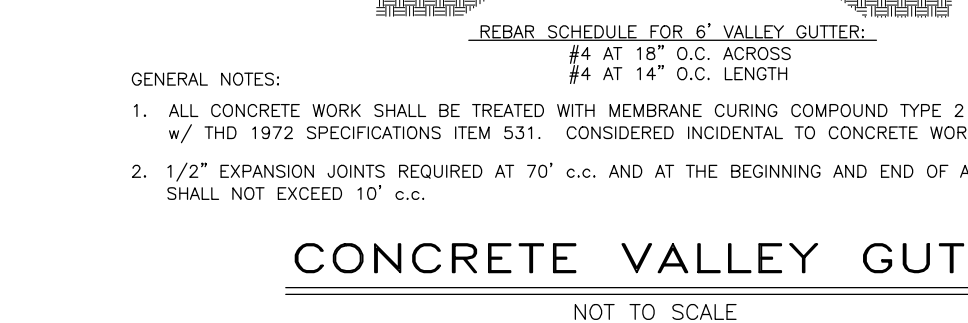 REBAR SCHEDULE FOR 6' VALLEY GUTTER:
#4 AT 18" O.C. ACROSS
#4 AT 14" O.C. LENGTH
GENERAL NOTES:
1. ALL CONCRETE WORK SHALL BE TREATED WITH MEMBRANE CURING COMPOUND TYPE 2
w/ THD 1972 SPECIFICATIONS ITEM 531. CONSIDERED INCIDENTAL TO CONCRETE WOR
2. 1/2" EXPANSION JOINTS REQUIRED AT 70' c.c. AND AT THE BEGINNING AND END OF A
SHALL NOT EXCEED 10' c.c.
CONCRETE VALLEY GUT
NOT TO SCALE